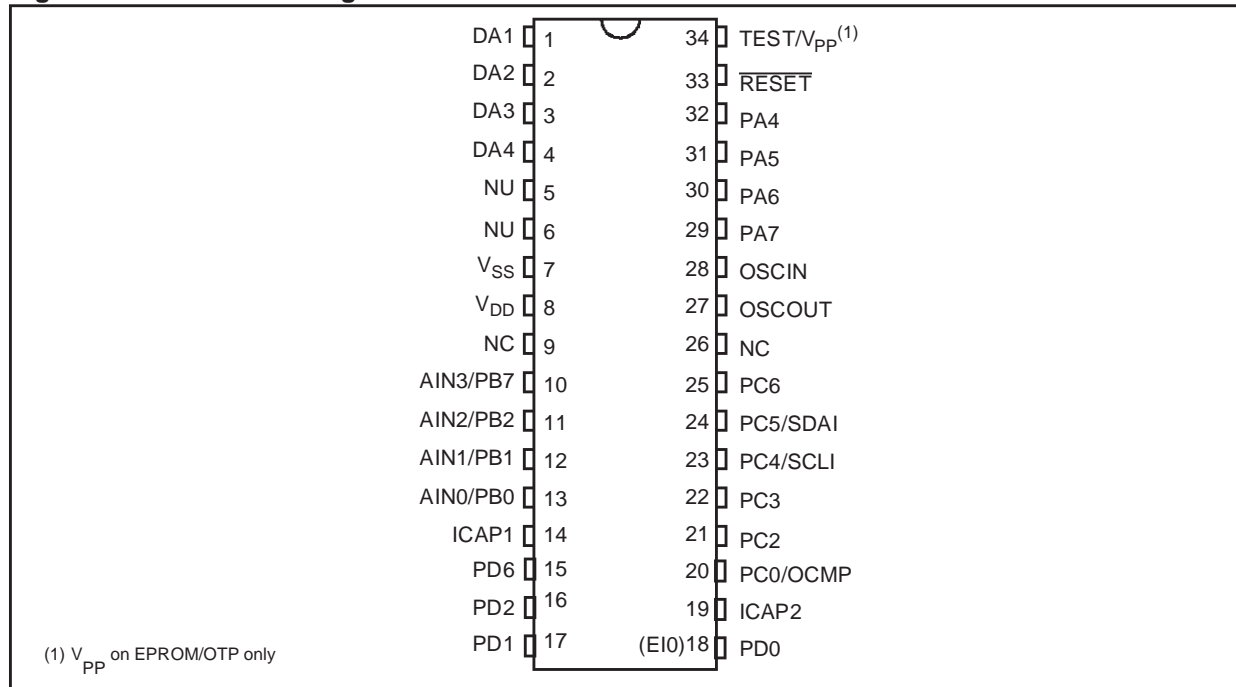 DA1 1 34 TEST/VPP(1)
DA2 2 33 RESET
DA3 3 32 PA4
DA4 4 31 PA5
NU 5 30 PA6
NU 6 29 PA7
VSS 7 28 OSCIN
VDD 8 27 OSCOUT
NC 9 26 NC
AIN3/PB7 10 25 PC6
AIN2/PB2 11 24 PC5/SDAI
AIN1/PB1 12 23 PC4/SCLI
AIN0/PB0 13 22 PC3
ICAP1 14 21 PC2
PD6 15 20 PC0/OCMP
PD2 16 19 ICAP2
PD1 17 (EI0)18 PD0
(1) VPP on EPROM/OTP only